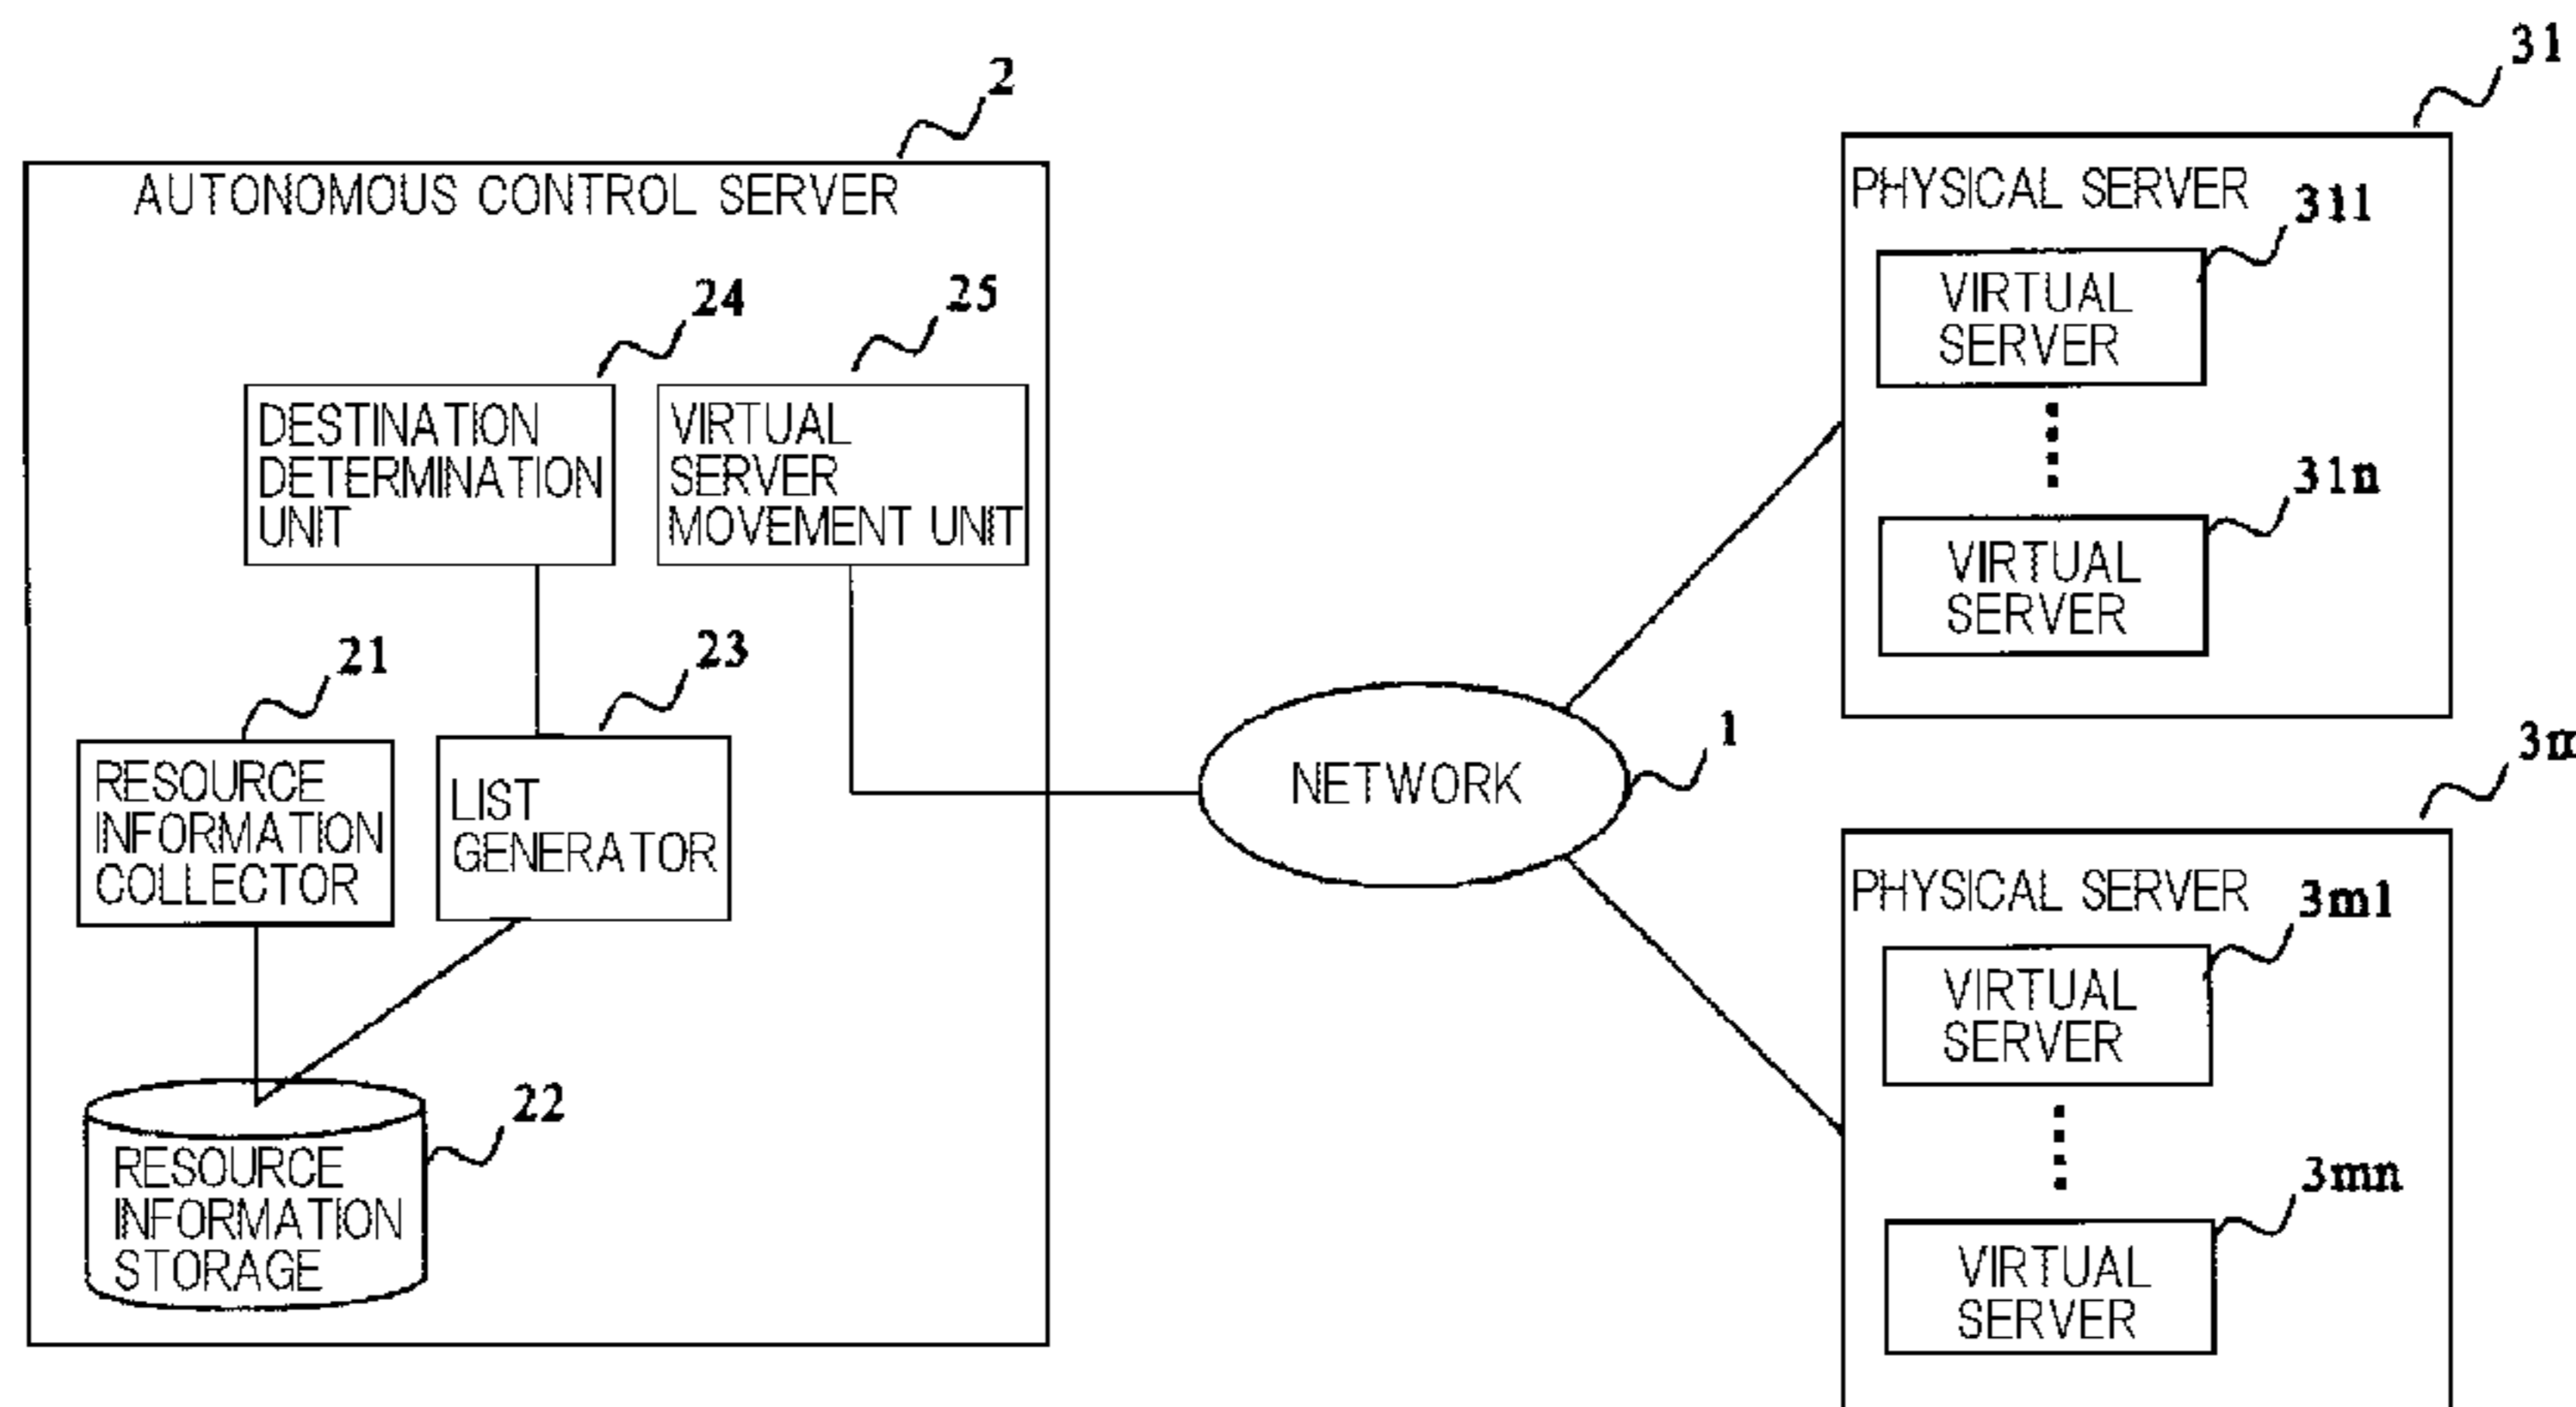 2
AUTONOMOUS CONTROL SERVER
24
DESTINATION
DETERMINATION
UNIT
25
VIRTUAL
SERVER
MOVEMENT UNIT
21
RESOURCE
INFORMATION
COLLECTOR
23
LIST
GENERATOR
22
RESOURCE
INFORMATION
STORAGE
NETWORK
1
31
PHYSICAL SERVER
311
VIRTUAL
SERVER
31n
VIRTUAL
SERVER
PHYSICAL SERVER
3m1
VIRTUAL
SERVER
3mn
VIRTUAL
SERVER